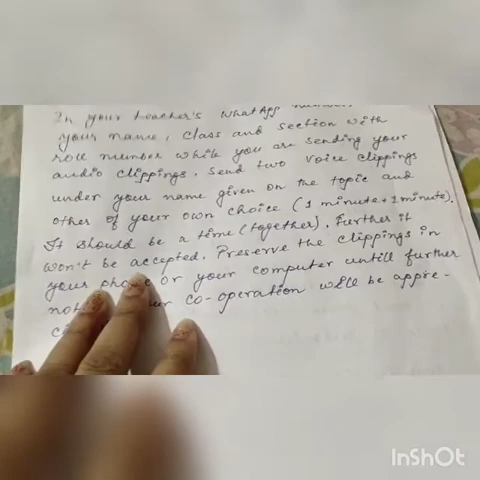 In your teacher's WhatApp number
your name, class and section with
roll number while you are sending your
audio clippings. Send two voice clippings
under your name given on the topic and
other of your own choice (1 minute + 1 minute).
It should be a time (together). Further it
won't be accepted. Preserve the clippings in
your phone or your computer untill further
co-operation will be appre-
InShOt